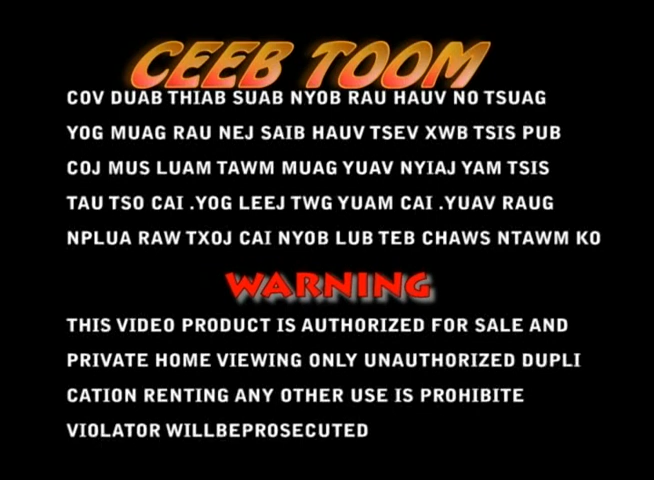 CEEB TOOM
COV DUAB THIAB SUAB NYOB RAU HAUV NO TSUAG
YOG MUAG RAU NEJ SAIB HAUV TSEV XWB TSIS PUB
COJ MUS LUAM TAWM MUAG YUAV NYIAJ YAM TSIS
TAU TSO CAI .YOG LEEJ TWG YUAM CAI .YUAV RAUG
NPLUA RAW TXOJ CAI NYOB LUB TEB CHAWS NTAWM KO
WARNING
THIS VIDEO PRODUCT IS AUTHORIZED FOR SALE AND
PRIVATE HOME VIEWING ONLY UNAUTHORIZED DUPLI
CATION RENTING ANY OTHER USE IS PROHIBITE
VIOLATOR WILLBEPROSECUTED